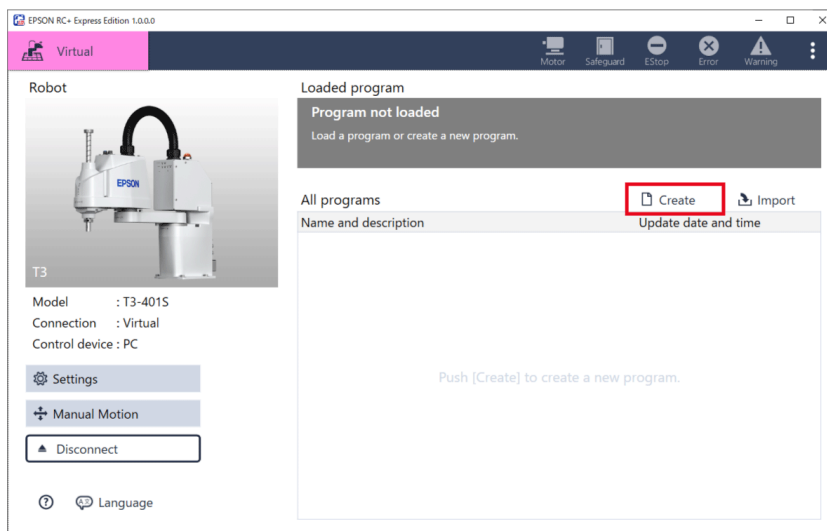 EPSON RC+ Express Edition 1.0.0.0
Virtual
Motor
Safeguard
EStop
Error
Warning
Robot
EPSON
T3
Model : T3-401S
Connection : Virtual
Control device : PC
Settings
Manual Motion
Disconnect
Language
Loaded program
Program not loaded
Load a program or create a new program.
All programs
Create
Import
Name and description
Update date and time
Push [Create] to create a new program.